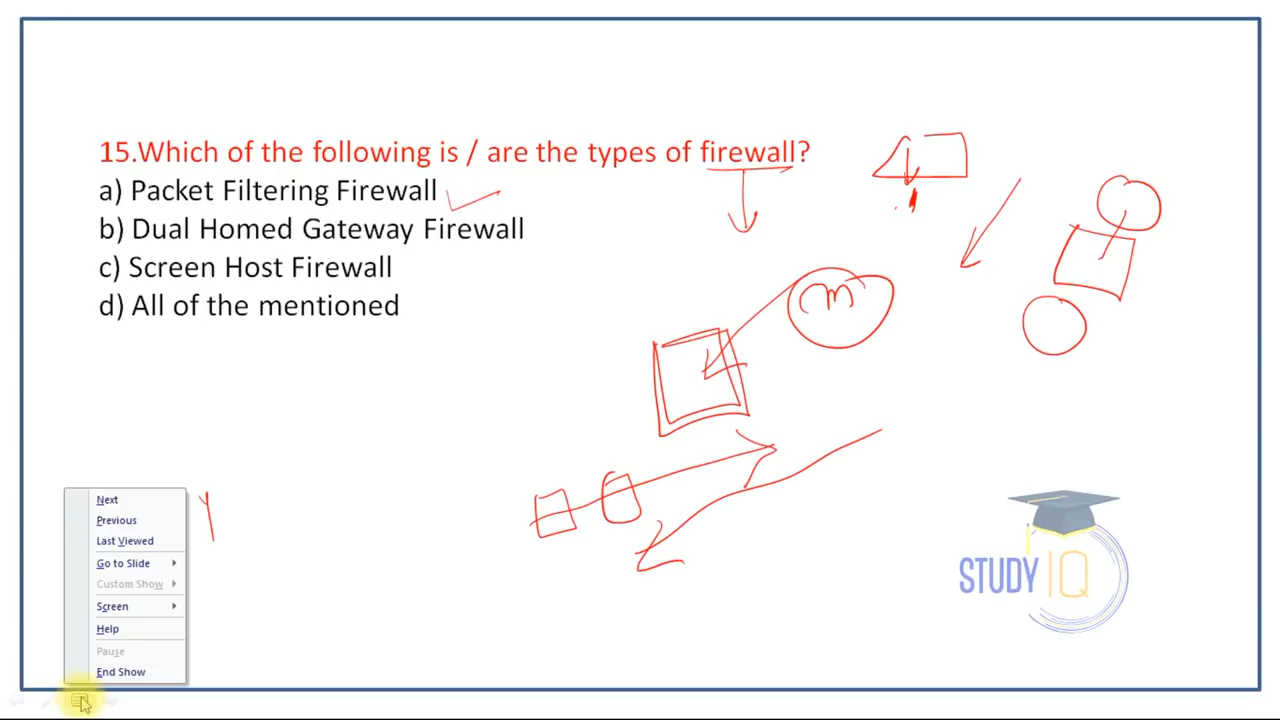 15.Which of the following is / are the types of firewall?
a) Packet Filtering Firewall
b) Dual Homed Gateway Firewall
c) Screen Host Firewall
d) All of the mentioned
m
Next
Previous
Last Viewed
Go to Slide
Custom Show
Screen
Help
Pause
End Show
STUDY IQ